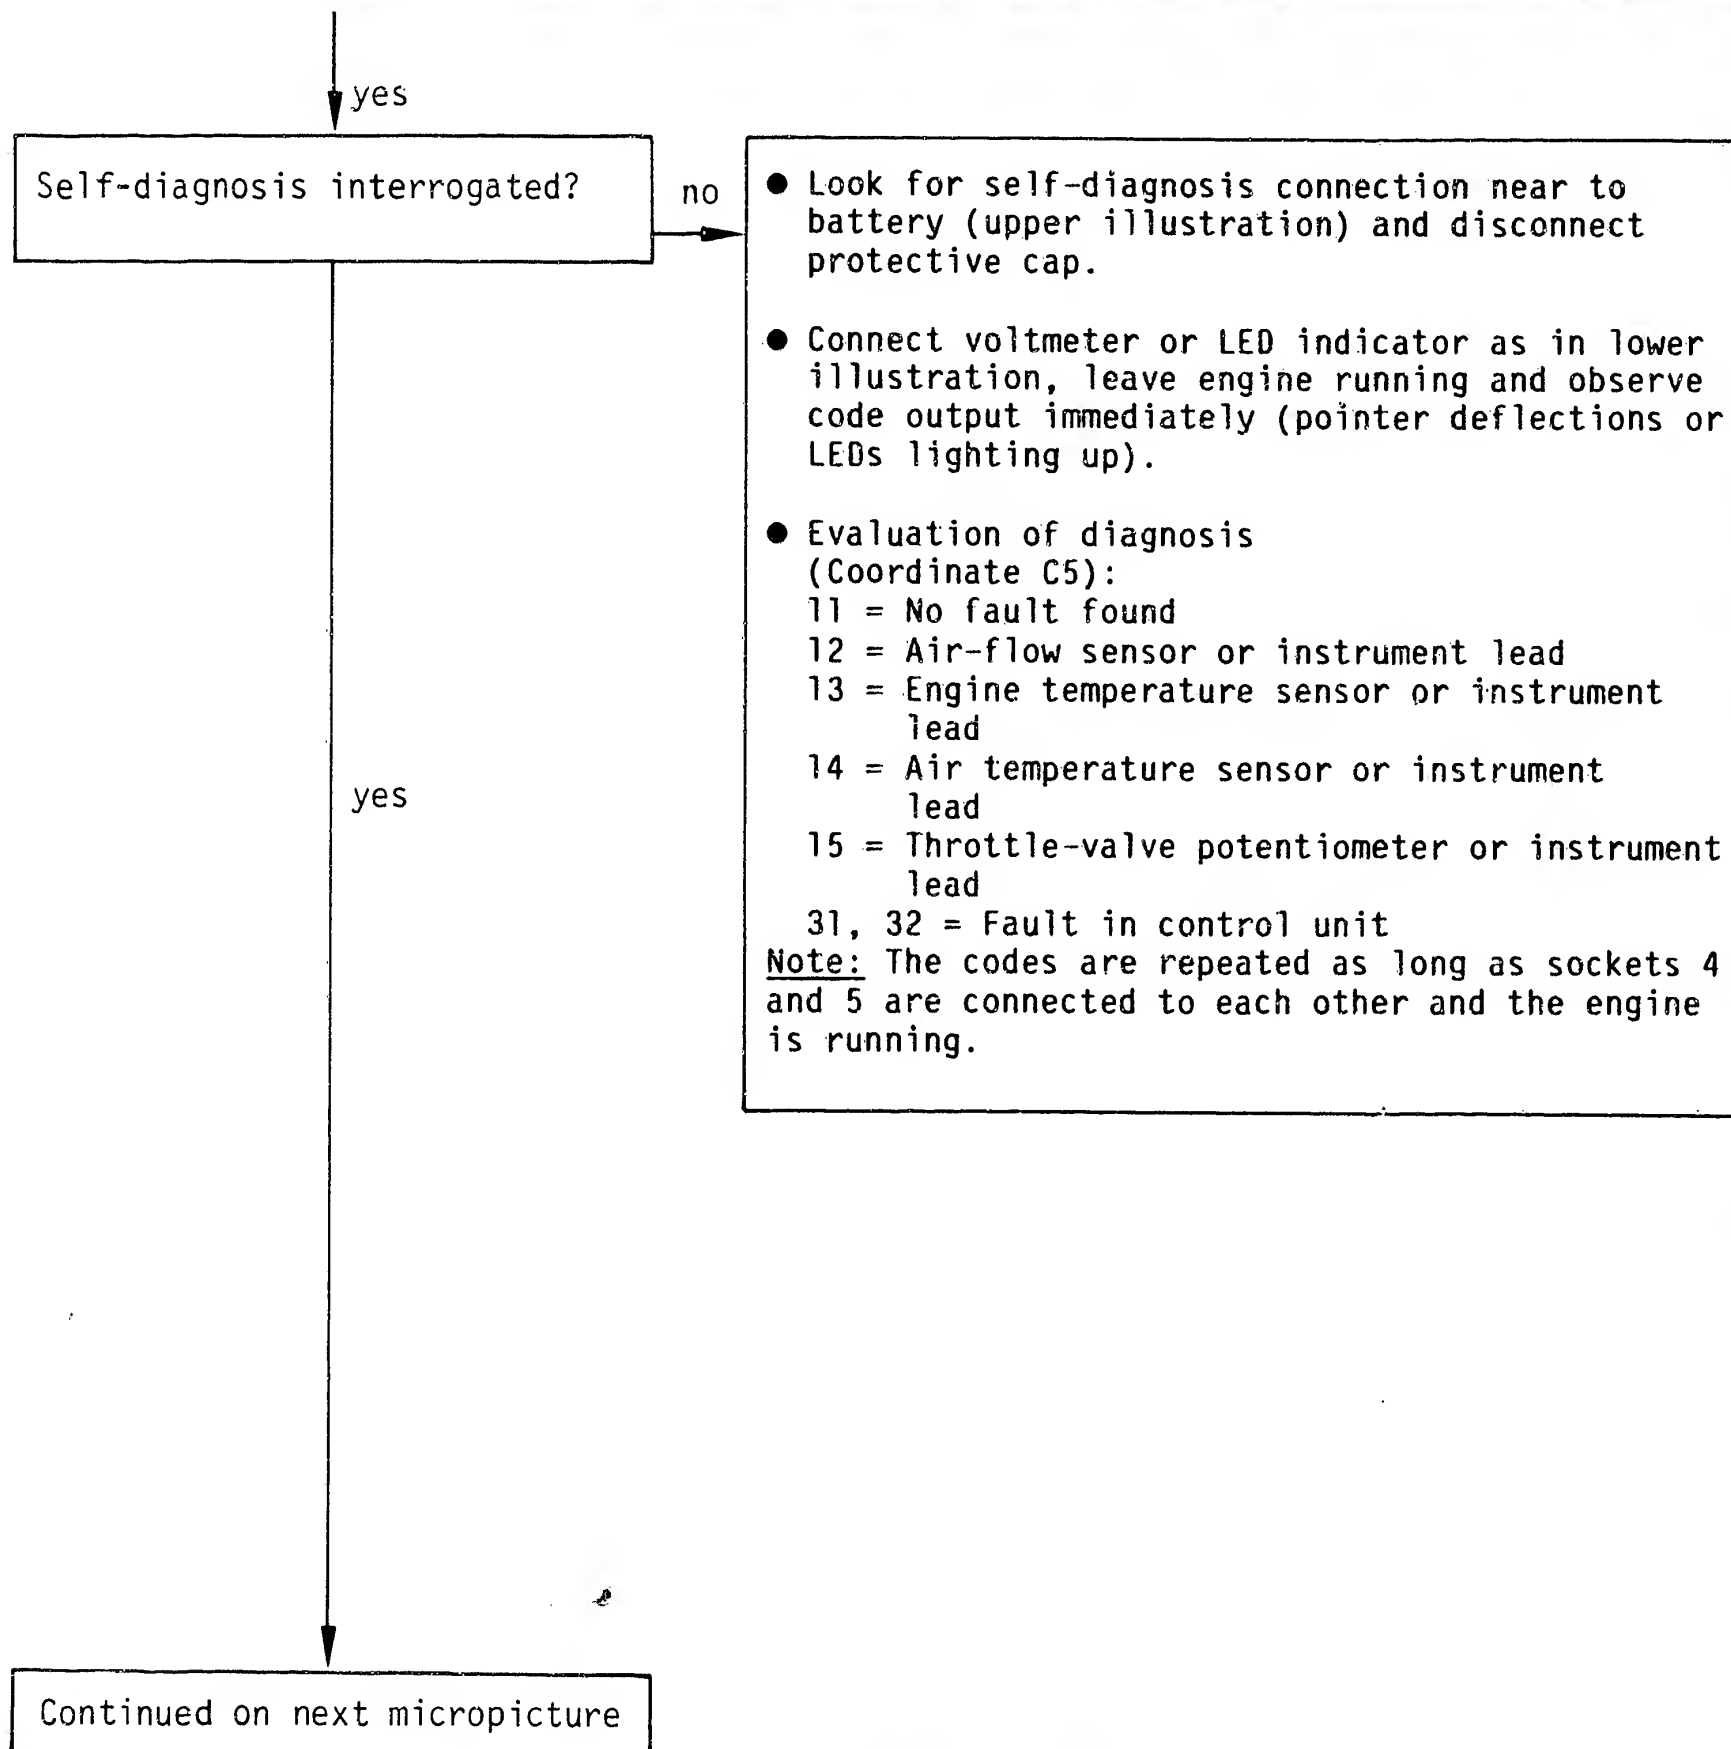 yes
Self-diagnosis interrogated?
no
● Look for self-diagnosis connection near to
battery (upper illustration) and disconnect
protective cap.
● Connect voltmeter or LED indicator as in lower
illustration, leave engine running and observe
code output immediately (pointer deflections or
LEDs lighting up).
● Evaluation of diagnosis
(Coordinate C5):
11 = No fault found
12 = Air-flow sensor or instrument lead
13 = Engine temperature sensor or instrument
lead
14 = Air temperature sensor or instrument
lead
15 = Throttle-valve potentiometer or instrument
lead
31, 32 = Fault in control unit
Note: The codes are repeated as long as sockets 4
and 5 are connected to each other and the engine
is running.
yes
Continued on next micropicture